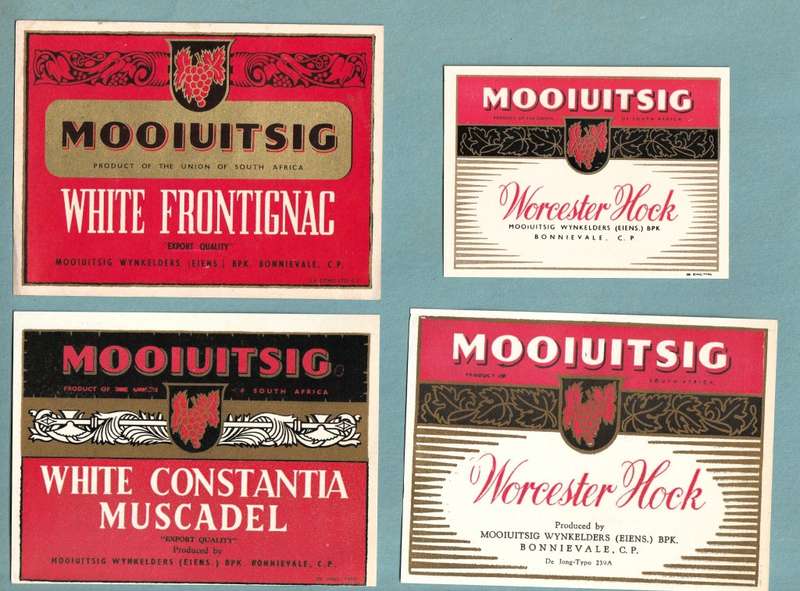 MOOIUITSIG
PRODUCT OF THE UNION OF SOUTH AFRICA
WHITE FRONTIGNAC
"EXPORT QUALITY"
MOOIUITSIG WYNKELDERS (EIENS.) BPK. BONNIEVALE, C.P.
MOOIUITSIG
PRODUCT OF THE UNION OF SOUTH AFRICA
Worcester Hock
MOOIUITSIG WYNKELDERS (EIENS.) BPK
BONNIEVALE, C.P
MOOIUITSIG
PRODUCT OF SOUTH AFRICA
WHITE CONSTANTIA
MUSCADEL
"EXPORT QUALITY"
Produced by
MOOIUITSIG WYNKELDERS (EIENS.) BPK. BONNIEVALE, C.P.
MOOIUITSIG
PRODUCT OF SOUTH AFRICA
Worcester Hock
Produced by
MOOIUITSIG WYNKELDERS (EIENS.) BPK.
BONNIEVALE, C.P.
De Jong-Type 239A